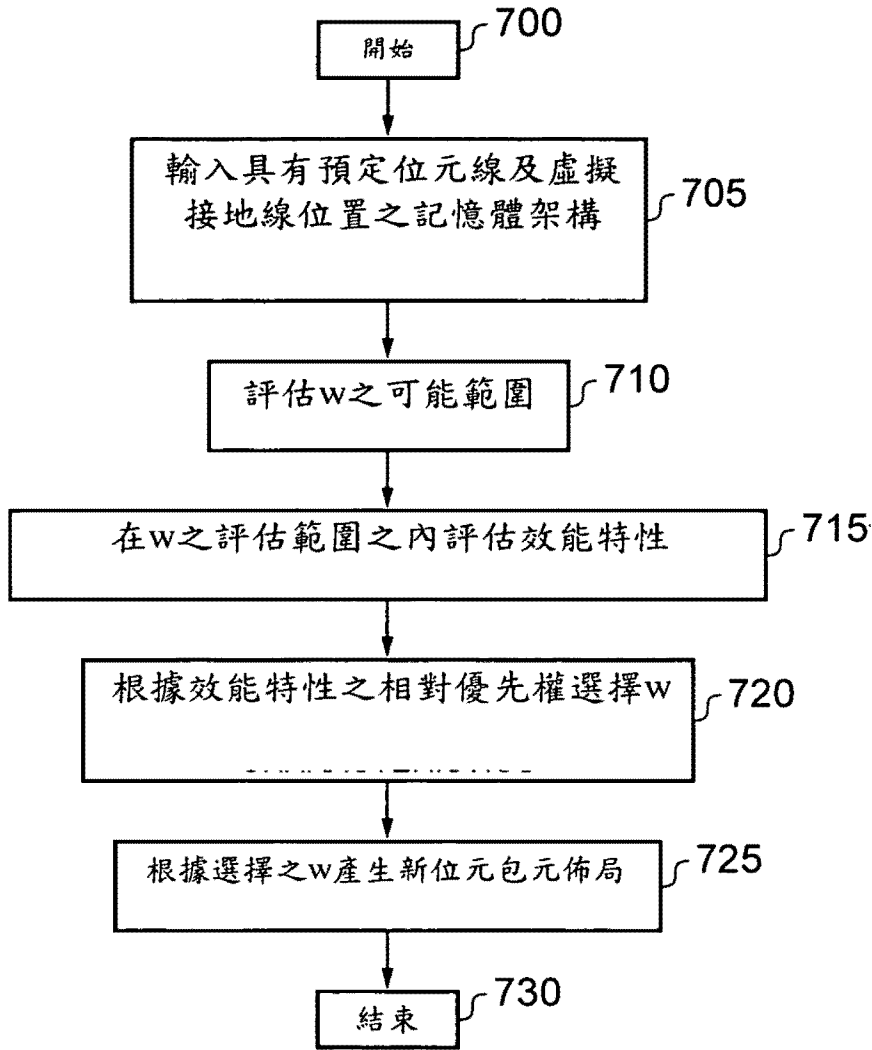 700
開始
輸入具有預定位元線及虛擬
接地線位置之記憶體架構
705
評估w之可能範圍
710
在w之評估範圍之內評估效能特性
715
根據效能特性之相對優先權選擇w
720
根據選擇之w產生新位元包元佈局
725
結束
730